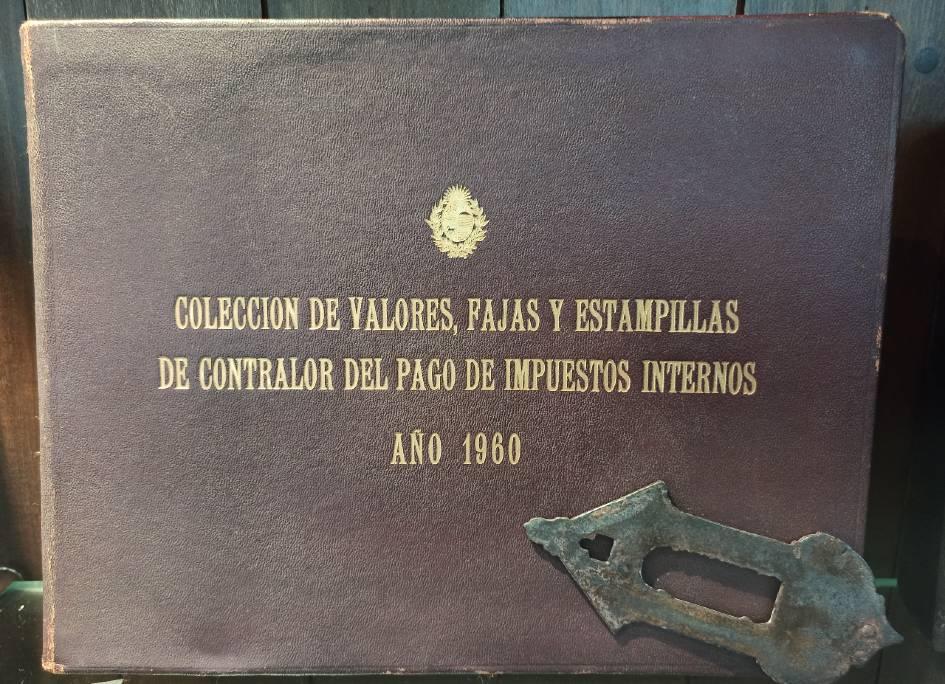 COLECCION DE VALORES, FAJAS Y ESTAMPILLAS
DE CONTRALOR DEL PAGO DE IMPUESTOS INTERNOS
AÑO 1960